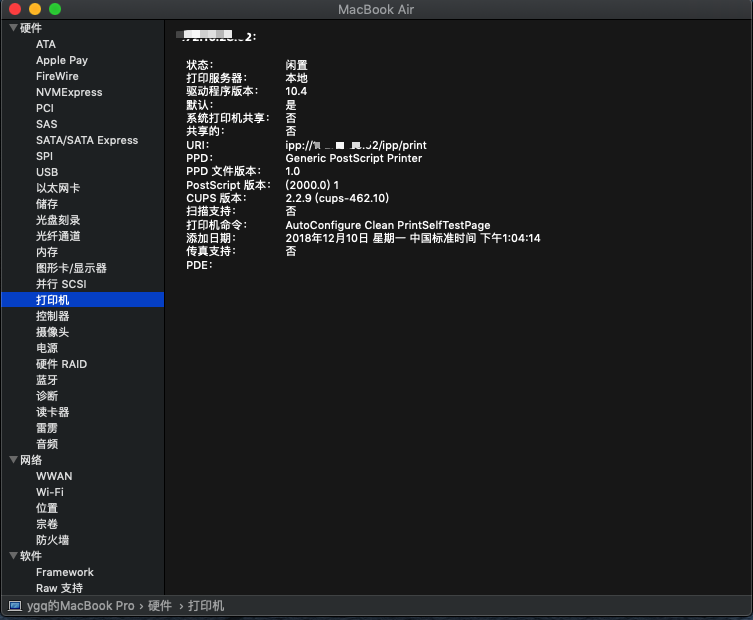 MacBook Air
硬件
ATA
Apple Pay
FireWire
NVMExpress
PCI
SAS
SATA/SATA Express
SPI
USB
以太网卡
储存
光盘刻录
光纤通道
内存
图形卡/显示器
并行 SCSI
打印机
控制器
摄像头
电源
硬件 RAID
蓝牙
诊断
读卡器
雷雳
音频
网络
WWAN
Wi-Fi
位置
宗卷
防火墙
软件
Framework
Raw 支持
状态： 闲置
打印服务器： 本地
驱动程序版本： 10.4
默认： 是
系统打印机共享： 否
共享的： 否
URI： ipp:// /ipp/print
PPD： Generic PostScript Printer
PPD 文件版本： 1.0
PostScript 版本： (2000.0) 1
CUPS 版本： 2.2.9 (cups-462.10)
扫描支持： 否
打印机命令： AutoConfigure Clean PrintSelfTestPage
添加日期： 2018年12月10日 星期一 中国标准时间 下午1:04:14
传真支持： 否
PDE：
ygq的MacBook Pro › 硬件 › 打印机